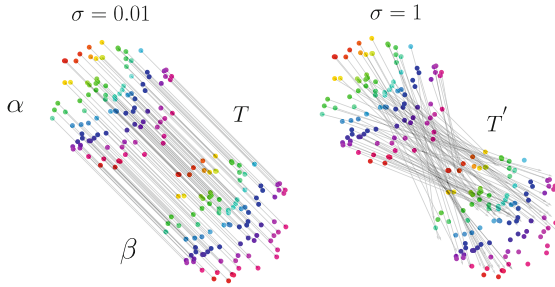 σ = 0.01
σ = 1
α
T
T′
β